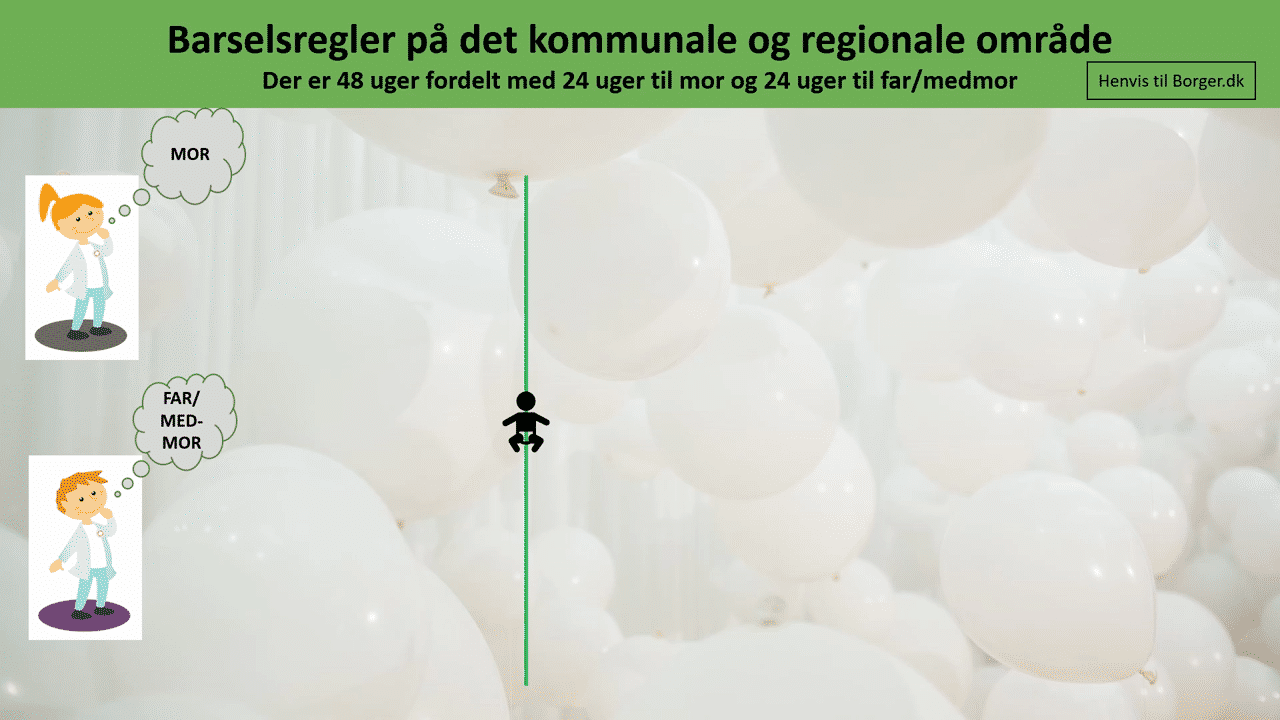 Barselsregler på det kommunale og regionale område
Der er 48 uger fordelt med 24 uger til mor og 24 uger til far/medmor
Henvis til Borger.dk
MOR
FAR/
MED-
MOR